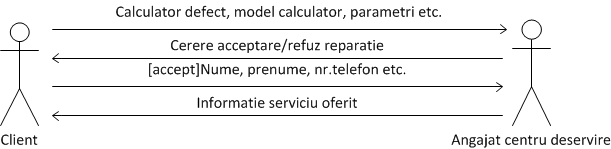 Calculator defect, model calculator, parametri etc.
Cerere acceptare/refuz reparatie
[accept]Nume, prenume, nr.telefon etc.
Informatie serviciu oferit
Client
Angajat centru deservire